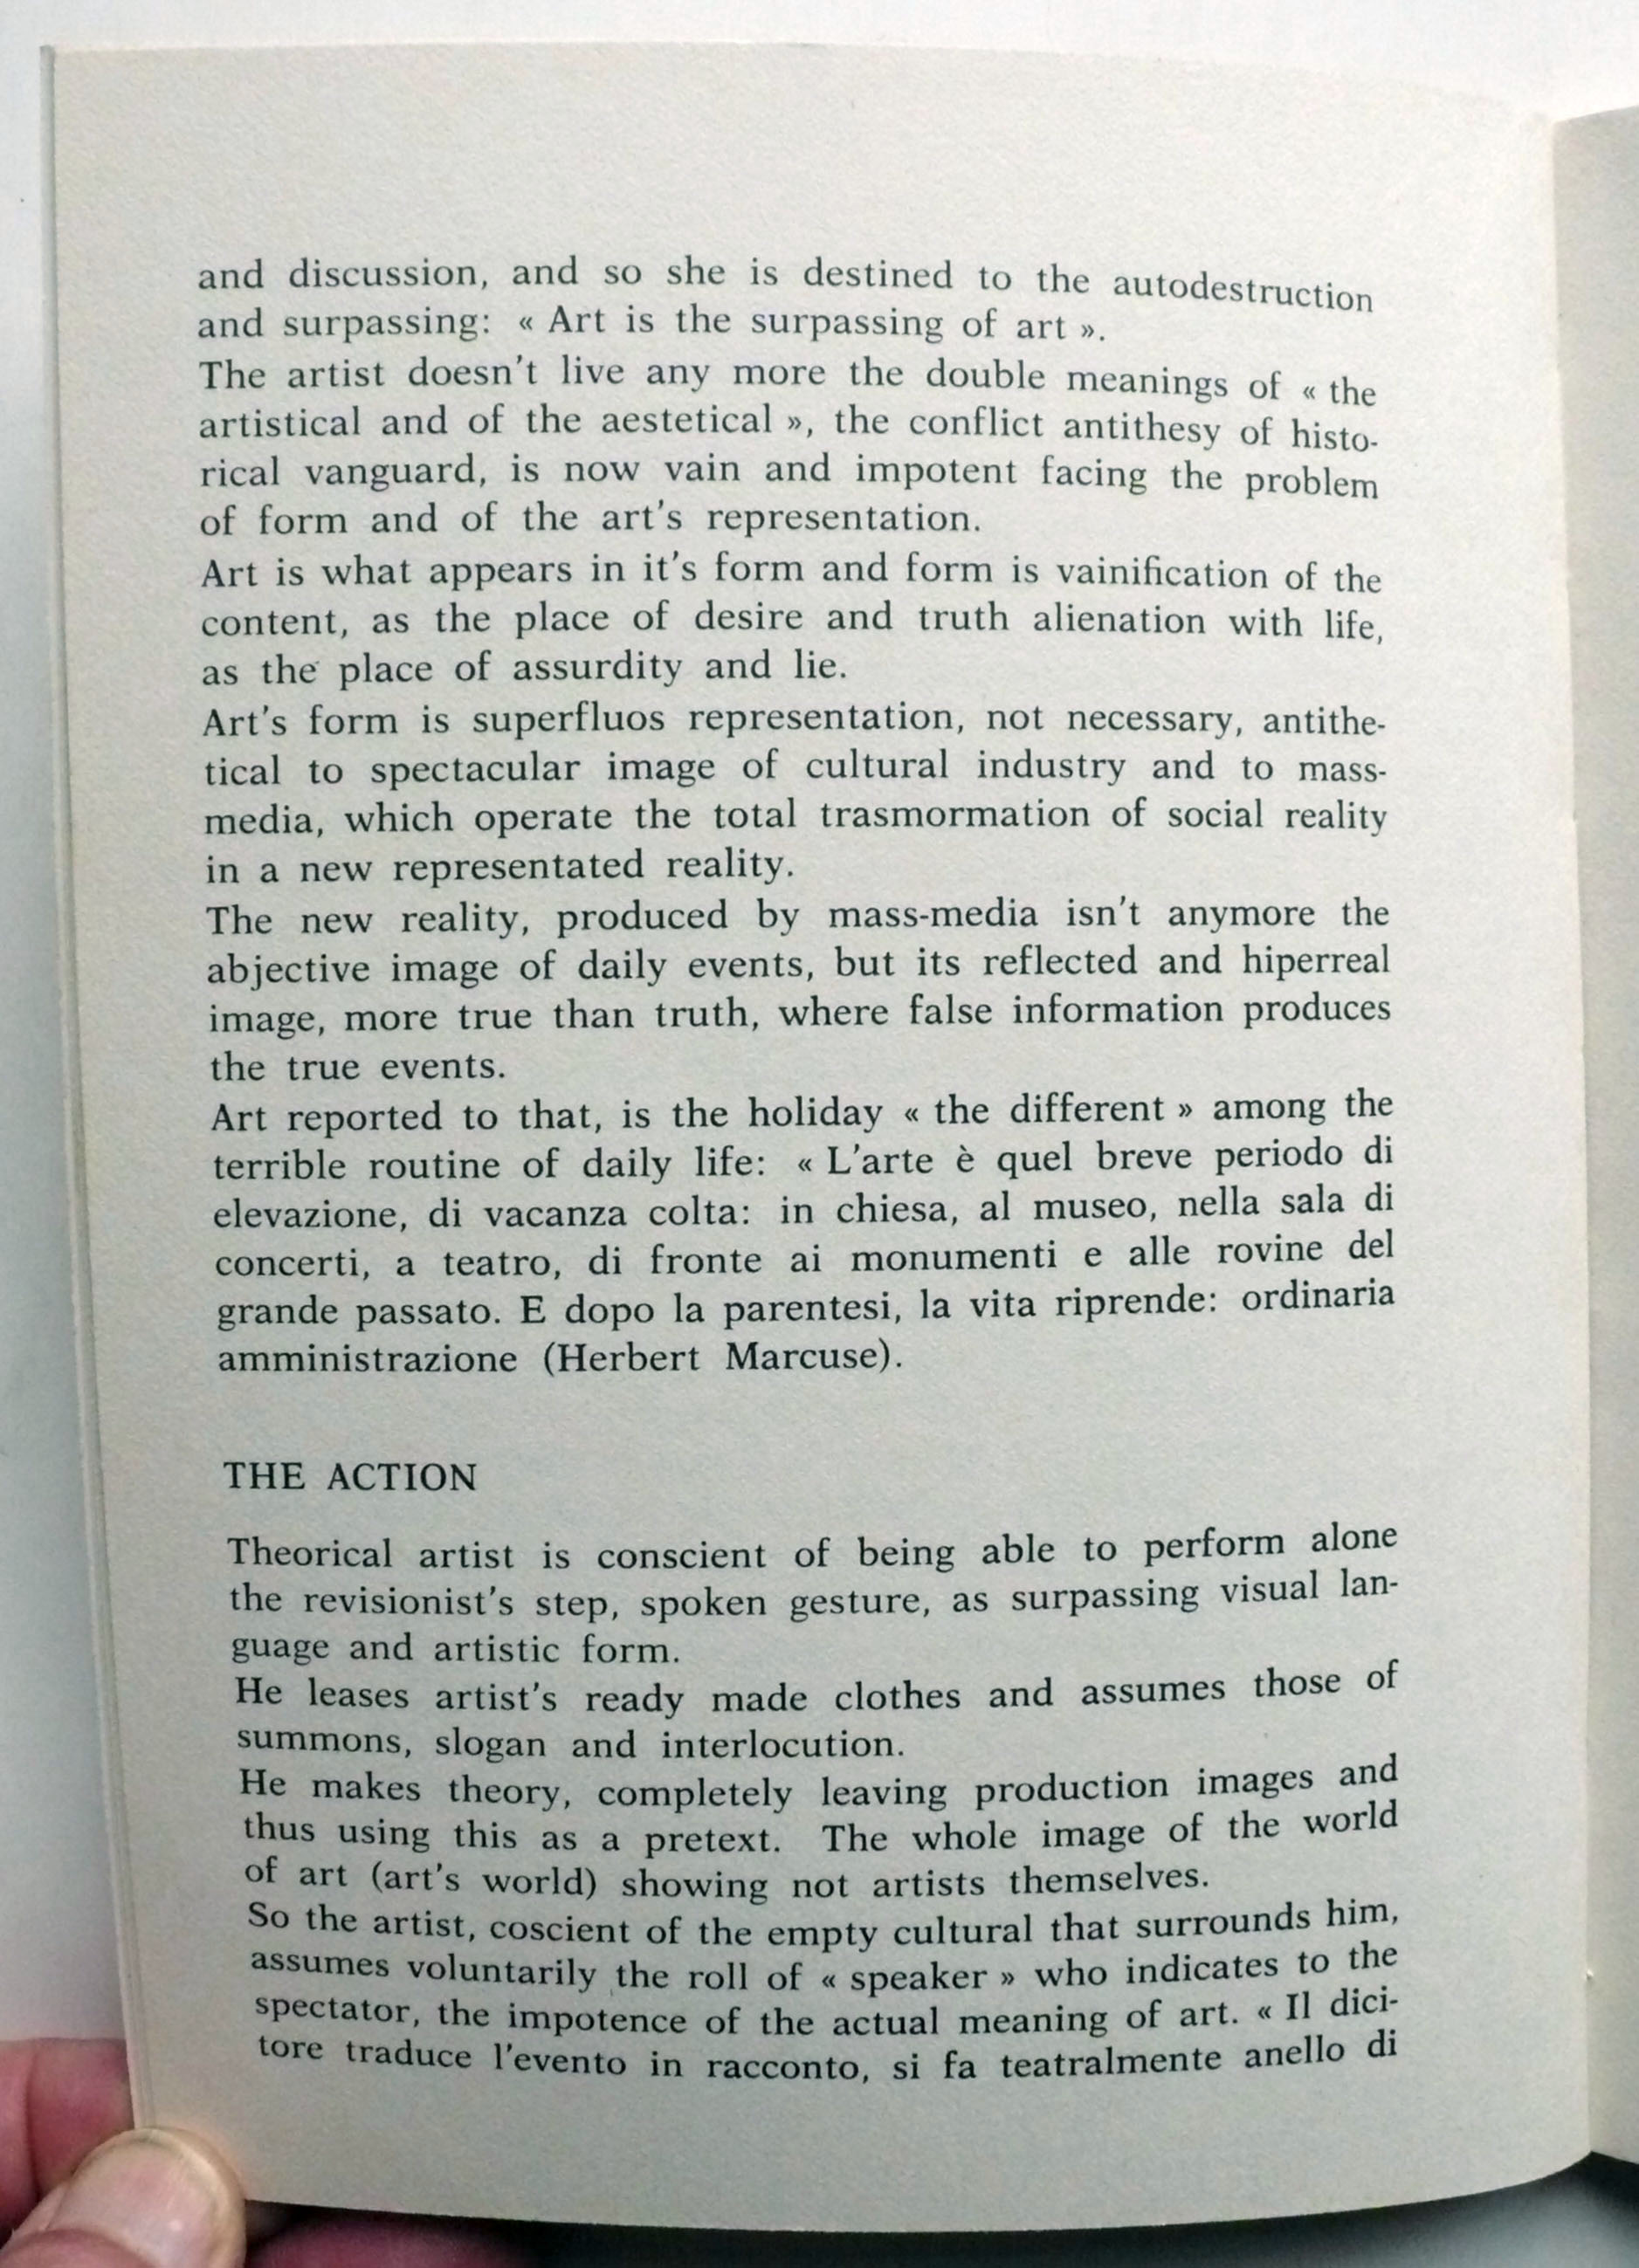 and discussion, and so she is destined to the autodestruction
and surpassing: « Art is the surpassing of art ».
The artist doesn't live any more the double meanings of « the
artistical and of the aestetical », the conflict antithesy of histo-
rical vanguard, is now vain and impotent facing the problem
of form and of the art's representation.
Art is what appears in it's form and form is vainification of the
content, as the place of desire and truth alienation with life,
as the place of assurdity and lie.
Art's form is superfluos representation, not necessary, antithe-
tical to spectacular image of cultural industry and to mass-
media, which operate the total trasmormation of social reality
in a new representated reality.
The new reality, produced by mass-media isn't anymore the
abjective image of daily events, but its reflected and hiperreal
image, more true than truth, where false information produces
the true events.
Art reported to that, is the holiday « the different » among the
terrible routine of daily life: « L'arte è quel breve periodo di
elevazione, di vacanza colta: in chiesa, al museo, nella sala di
concerti, a teatro, di fronte ai monumenti e alle rovine del
grande passato. E dopo la parentesi, la vita riprende: ordinaria
amministrazione (Herbert Marcuse).
THE ACTION
Theorical artist is conscient of being able to perform alone
the revisionist's step, spoken gesture, as surpassing visual lan-
guage and artistic form.
He leases artist's ready made clothes and assumes those of
summons, slogan and interlocution.
He makes theory, completely leaving production images and
thus using this as a pretext. The whole image of the world
of art (art's world) showing not artists themselves.
So the artist, coscient of the empty cultural that surrounds him,
assumes voluntarily the roll of « speaker » who indicates to the
spectator, the impotence of the actual meaning of art. « Il dici-
tore traduce l'evento in racconto, si fa teatralmente anello di